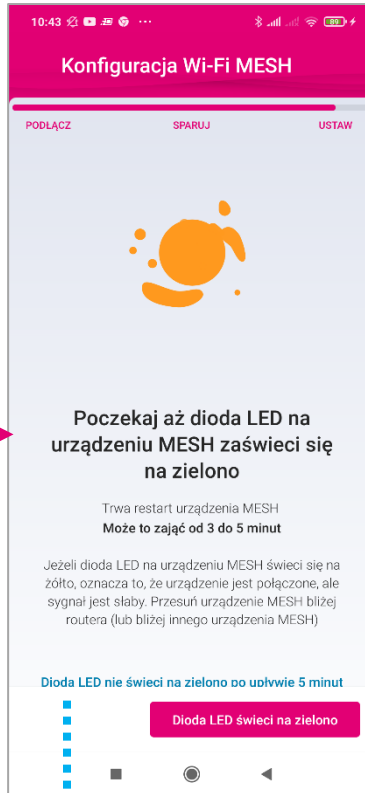 10:43
89
Konfiguracja Wi-Fi MESH
PODŁĄCZ SPARUJ USTAW
Poczekaj aż dioda LED na
urządzeniu MESH zaświeci się
na zielono
Trwa restart urządzenia MESH
Może to zająć od 3 do 5 minut
Jeżeli dioda LED na urządzeniu MESH świeci się na
żółto, oznacza to, że urządzenie jest połączone, ale
sygnał jest słaby. Przesuń urządzenie MESH bliżej
routera (lub bliżej innego urządzenia MESH)
Dioda LED nie świeci na zielono po upływie 5 minut
Dioda LED świeci na zielono